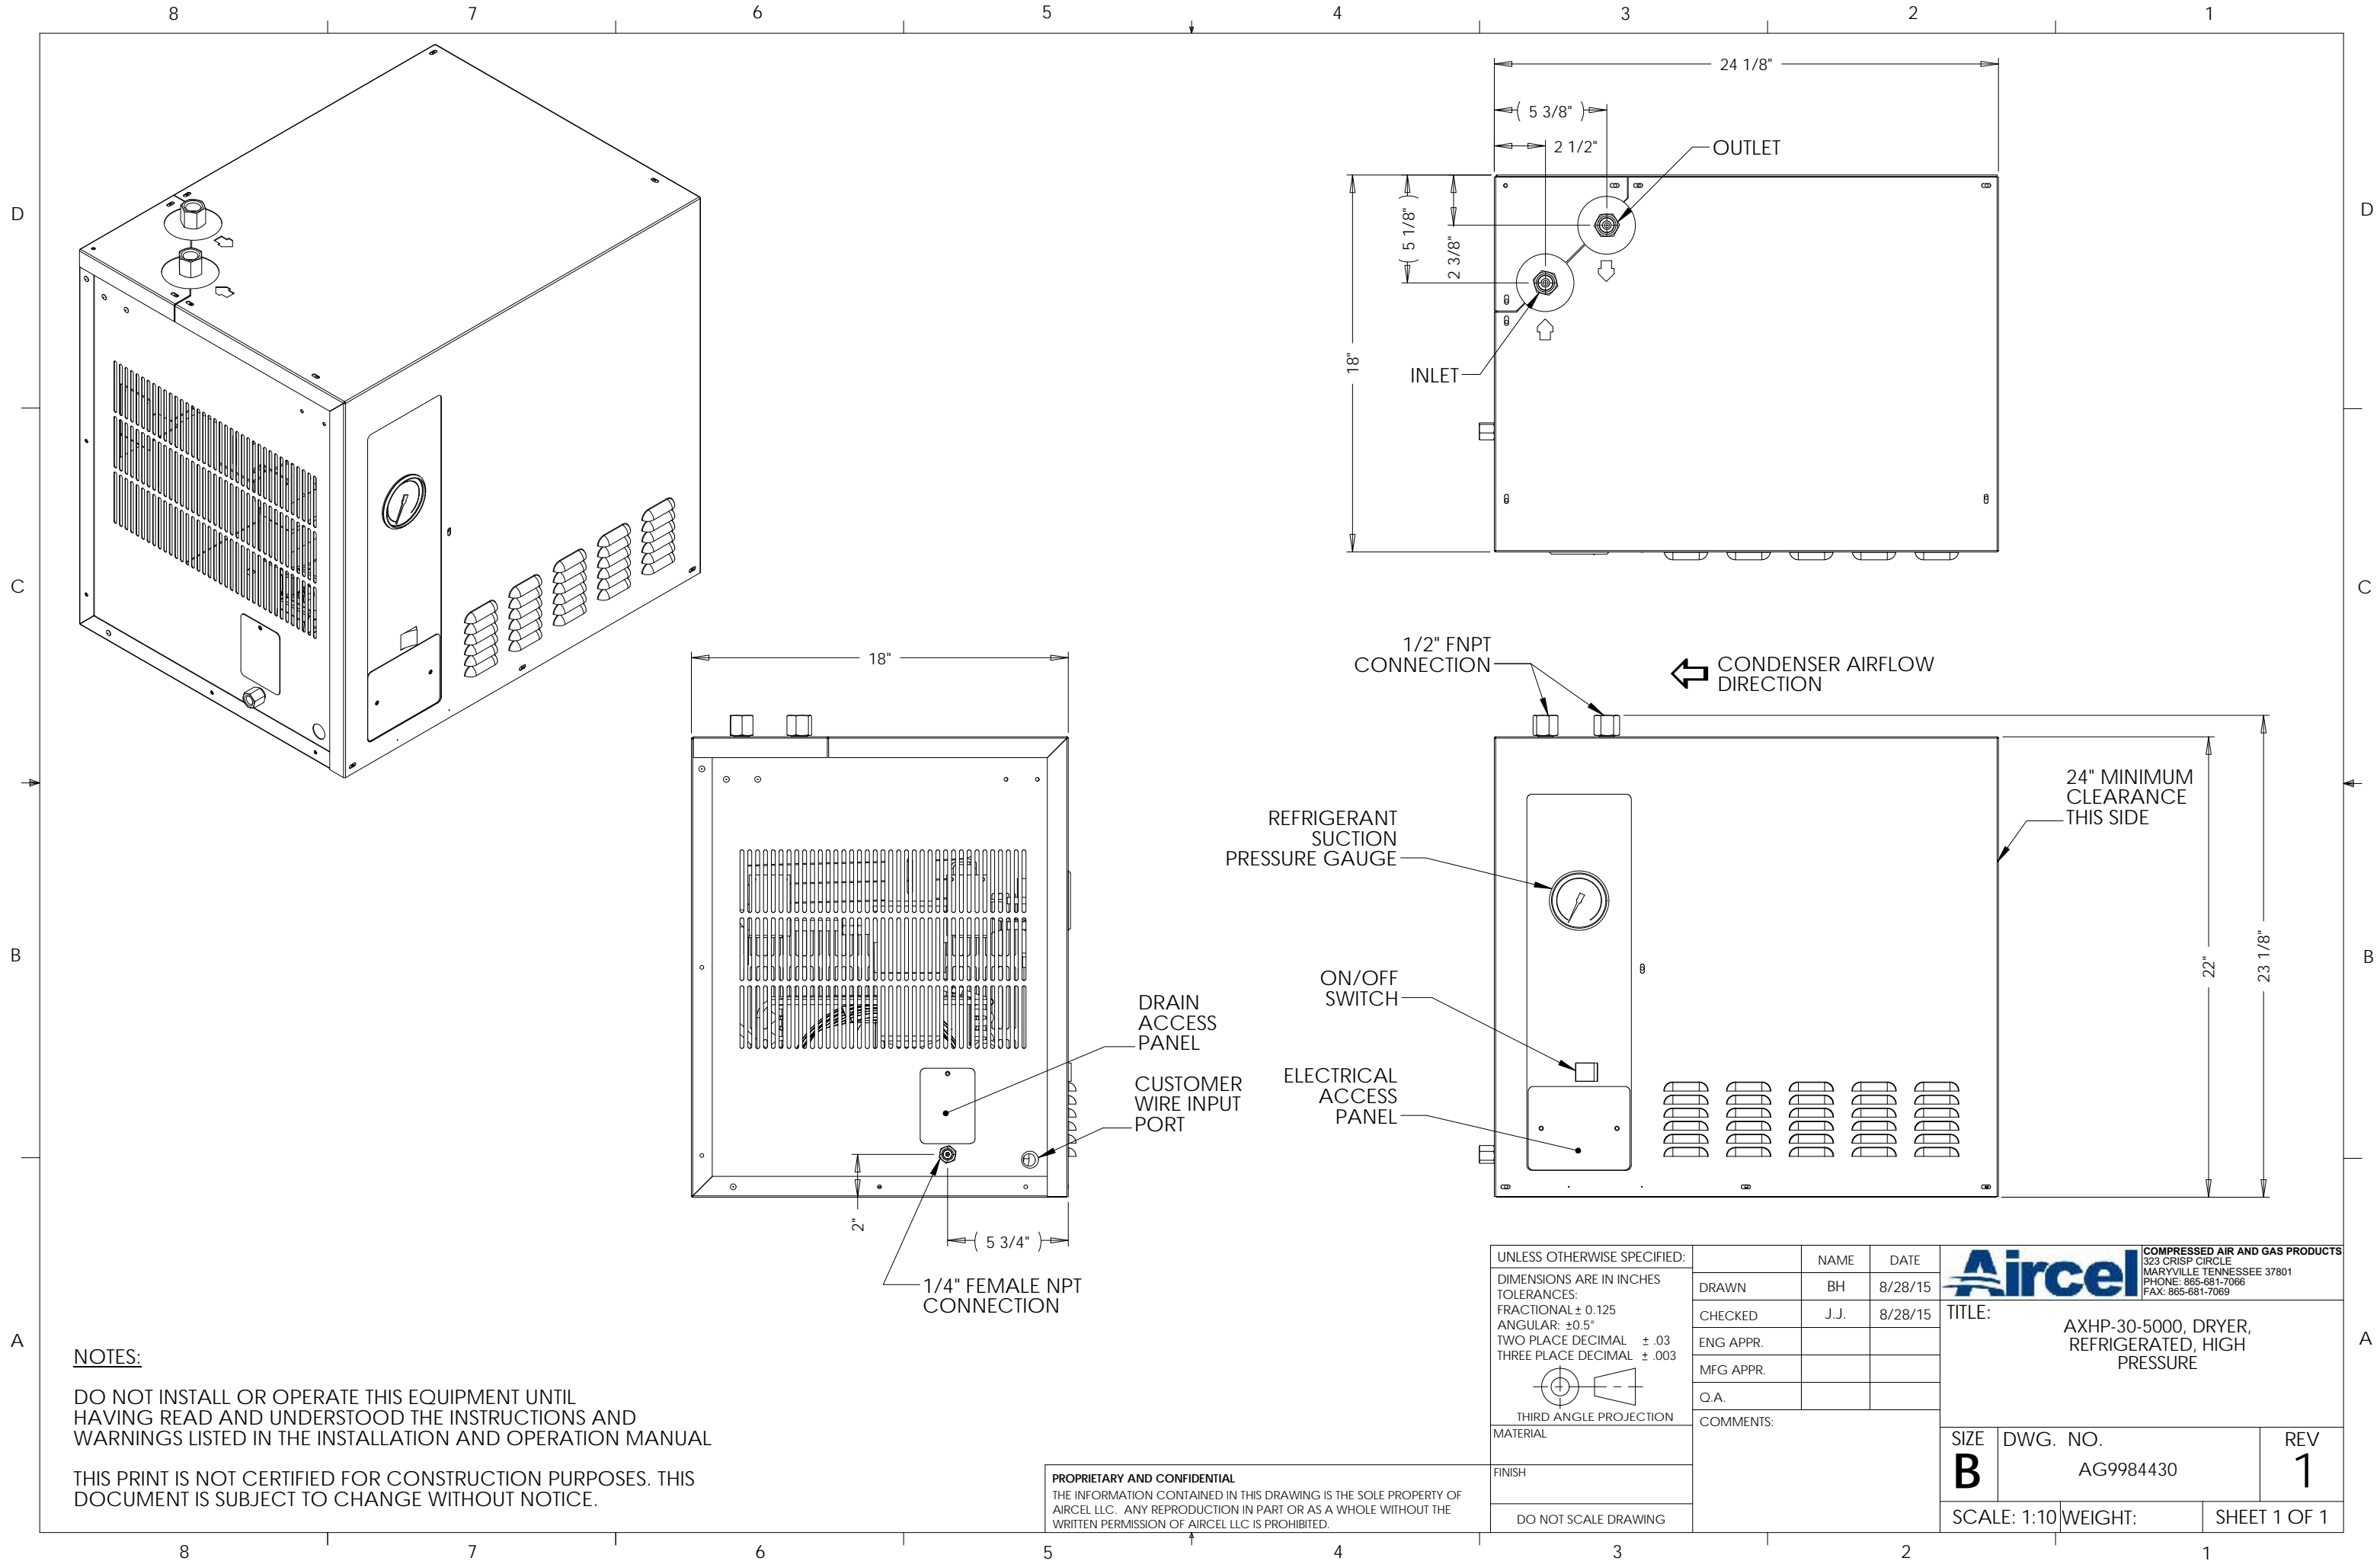 8 7 6 5 4 3 2 1
D
D
C
C
B
B
A
A
24 1/8"
( 5 3/8" )
2 1/2"
OUTLET
( 5 1/8" )
2 3/8"
18"
INLET
18"
1/2" FNPT
CONNECTION
CONDENSER AIRFLOW
DIRECTION
24" MINIMUM
CLEARANCE
THIS SIDE
REFRIGERANT
SUCTION
PRESSURE GAUGE
22"
23 1/8"
ON/OFF
SWITCH
DRAIN
ACCESS
PANEL
CUSTOMER
WIRE INPUT
PORT
ELECTRICAL
ACCESS
PANEL
2"
( 5 3/4" )
1/4" FEMALE NPT
CONNECTION
NOTES:
DO NOT INSTALL OR OPERATE THIS EQUIPMENT UNTIL
HAVING READ AND UNDERSTOOD THE INSTRUCTIONS AND
WARNINGS LISTED IN THE INSTALLATION AND OPERATION MANUAL
THIS PRINT IS NOT CERTIFIED FOR CONSTRUCTION PURPOSES. THIS
DOCUMENT IS SUBJECT TO CHANGE WITHOUT NOTICE.
PROPRIETARY AND CONFIDENTIAL
THE INFORMATION CONTAINED IN THIS DRAWING IS THE SOLE PROPERTY OF
AIRCEL LLC. ANY REPRODUCTION IN PART OR AS A WHOLE WITHOUT THE
WRITTEN PERMISSION OF AIRCEL LLC IS PROHIBITED.
UNLESS OTHERWISE SPECIFIED:
DIMENSIONS ARE IN INCHES
TOLERANCES:
FRACTIONAL ± 0.125
ANGULAR: ±0.5°
TWO PLACE DECIMAL ± .03
THREE PLACE DECIMAL ± .003
THIRD ANGLE PROJECTION
MATERIAL
FINISH
DO NOT SCALE DRAWING
NAME DATE
DRAWN BH 8/28/15
CHECKED J.J. 8/28/15
ENG APPR.
MFG APPR.
Q.A.
COMMENTS:
Aircel
COMPRESSED AIR AND GAS PRODUCTS
323 CRISP CIRCLE
MARYVILLE TENNESSEE 37801
PHONE: 865-681-7066
FAX: 865-681-7069
TITLE:
AXHP-30-5000, DRYER,
REFRIGERATED, HIGH
PRESSURE
SIZE
B
DWG. NO.
AG9984430
REV
1
SCALE: 1:10
WEIGHT:
SHEET 1 OF 1
8 7 6 5 4 3 2 1